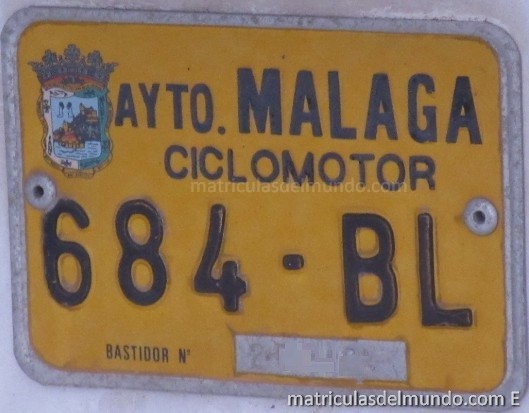 AYTO. MALAGA
CICLOMOTOR
matriculasdelmundo.com
684-BL
BASTIDOR Nº
matriculasdelmundo.com E